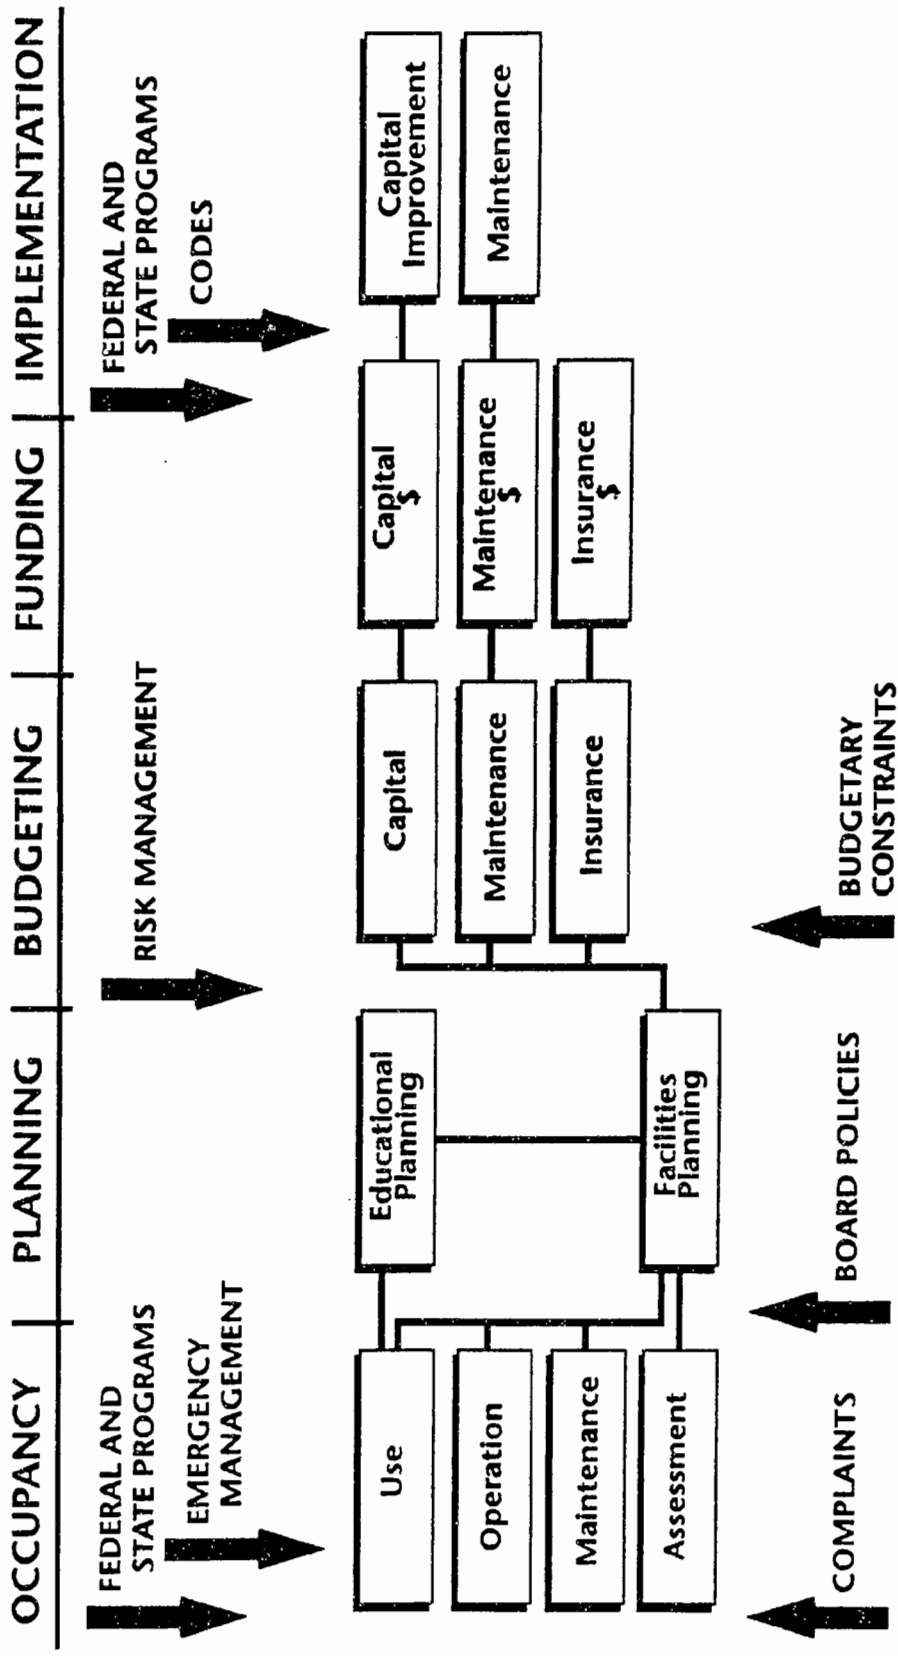 OCCUPANCY
PLANNING
BUDGETING
FUNDING
IMPLEMENTATION
FEDERAL AND
STATE PROGRAMS
EMERGENCY
MANAGEMENT
RISK MANAGEMENT
FEDERAL AND
STATE PROGRAMS
CODES
Use
Operation
Maintenance
Assessment
Educational
Planning
Facilities
Planning
Capital
Maintenance
Insurance
Capital
$
Maintenance
$
Insurance
$
Capital
Improvement
Maintenance
COMPLAINTS
BOARD POLICIES
BUDGETARY
CONSTRAINTS